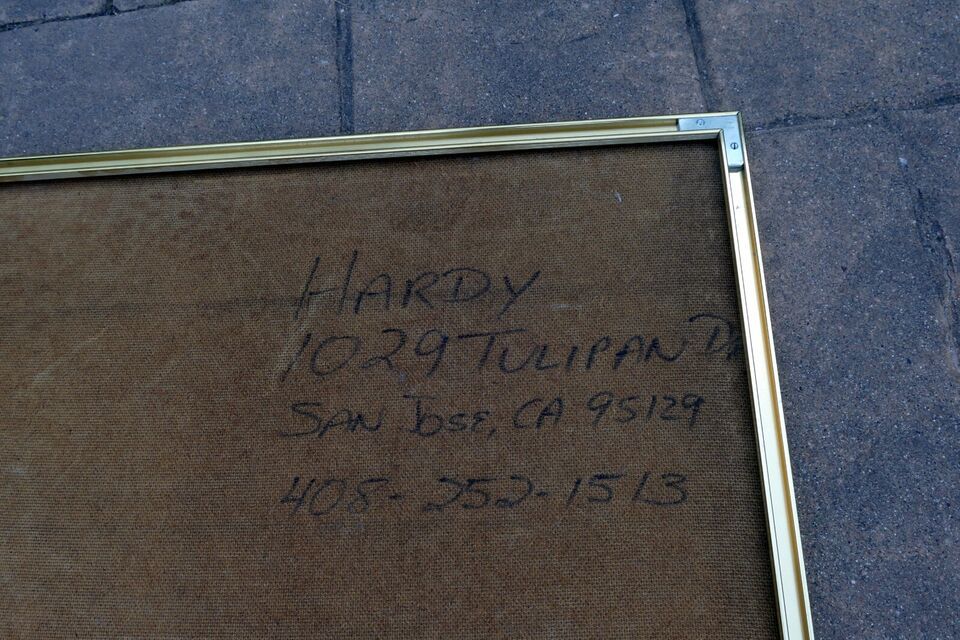 HARDY
1029 TULIPAN DR
SAN JOSE, CA 95129
408-252-1513